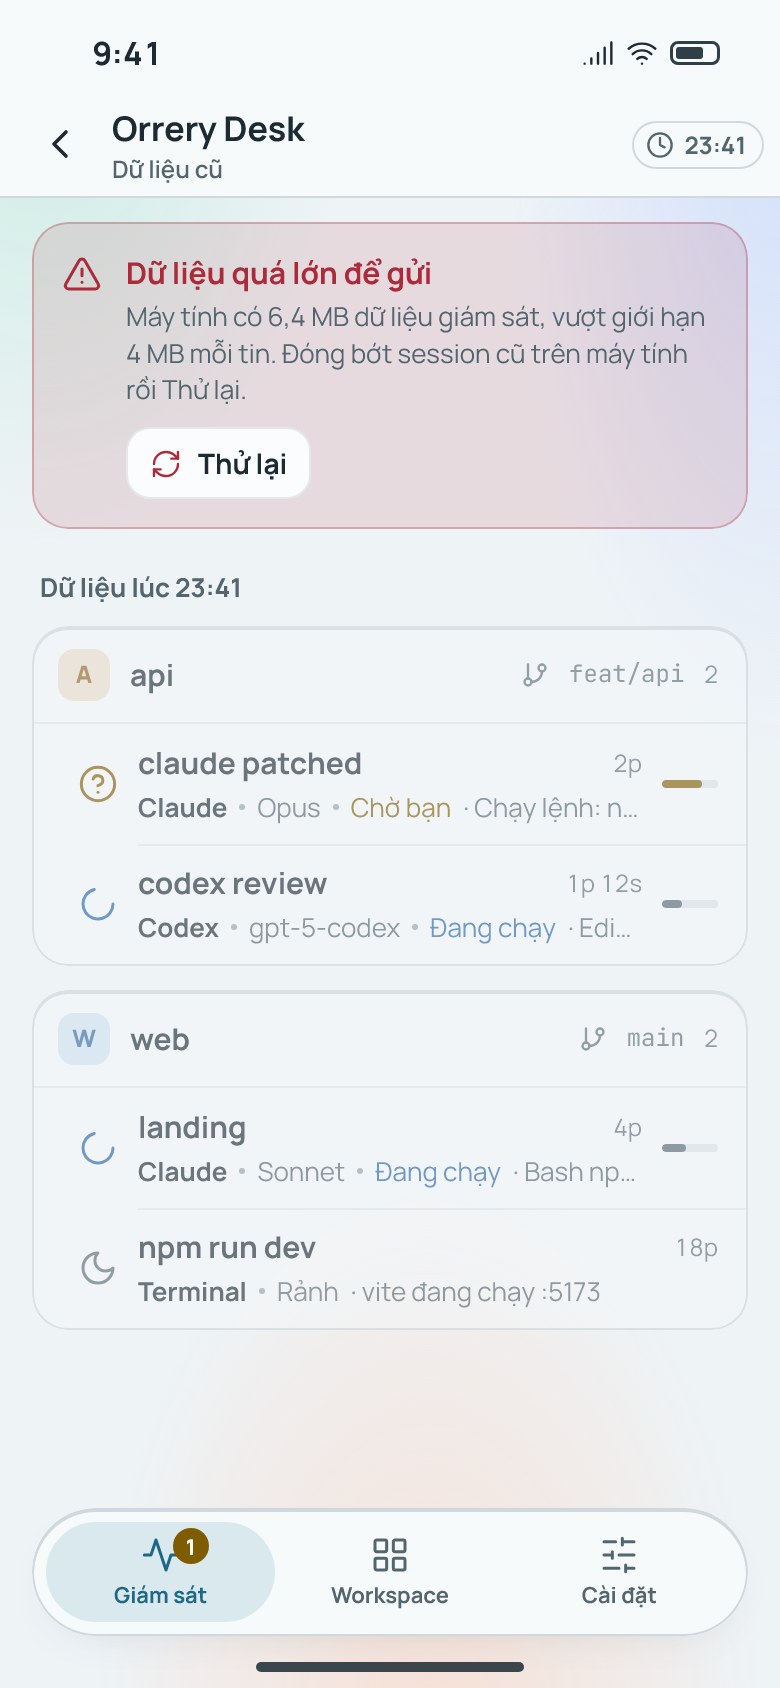 9:41
Orrery Desk
Dữ liệu cũ
23:41
Dữ liệu quá lớn để gửi
Máy tính có 6,4 MB dữ liệu giám sát, vượt giới hạn
4 MB mỗi tin. Đóng bớt session cũ trên máy tính
rồi Thử lại.
Thử lại
Dữ liệu lúc 23:41
A api feat/api 2
claude patched 2p
Claude • Opus • Chờ bạn · Chạy lệnh: n...
codex review 1p 12s
Codex • gpt-5-codex • Đang chạy · Edi...
W web main 2
landing 4p
Claude • Sonnet • Đang chạy · Bash np...
npm run dev 18p
Terminal • Rảnh · vite đang chạy :5173
1
Giám sát Workspace Cài đặt